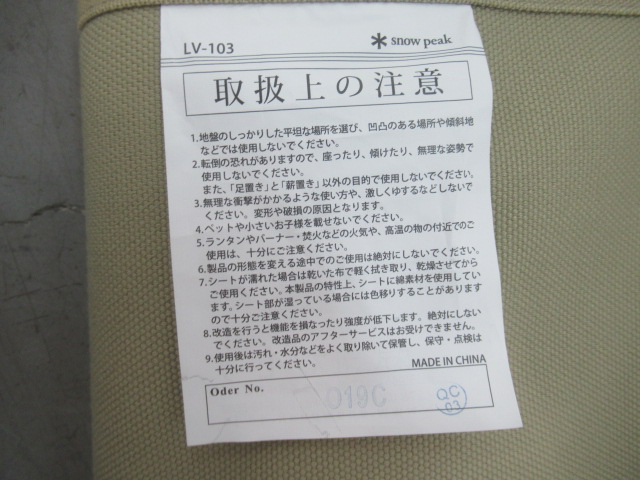 LV-103
snow peak
取扱上の注意
1.地盤のしっかりした平坦な場所を選び、凹凸のある場所や傾斜地
などでは使用しないでください。
2.転倒の恐れがありますので、座ったり、傾けたり、無理な姿勢で
使用しないでください。
また、「足置き」と「薪置き」以外の目的で使用しないでください。
3.無理な衝撃がかかるような使い方や、激しくゆするなどしないで
ください。変形や破損の原因となります。
4.ペットや小さいお子様を載せないでください。
5.ランタンやバーナー・焚火などの火気や、高温の物の付近でのご
使用は、十分にご注意ください。
6.製品の形態を変える途中でのご使用は絶対にしないでください。
7.シートが濡れた場合は乾いた布で軽く拭き取り、乾燥させてから
ご使用ください。本製品の特性上、シートに綿素材を使用してい
ます。シート部が湿っている場合には色移りすることがあります
ので十分ご注意ください。
8.改造を行うと機能を損なったり強度が低下します。絶対にしない
でください。改造品のアフターサービスはお受けできません。
9.使用後は汚れ・水分などをよく取り除いて保管し、保守・点検は
十分に行ってください。
MADE IN CHINA
Oder No.
019C
QC
03